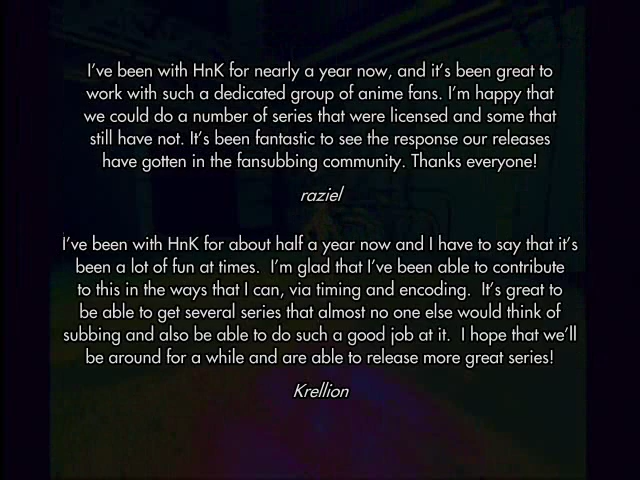 I've been with HnK for nearly a year now, and it's been great to
work with such a dedicated group of anime fans. I'm happy that
we could do a number of series that were licensed and some that
still have not. It's been fantastic to see the response our releases
have gotten in the fansubbing community. Thanks everyone!
raziel
I've been with HnK for about half a year now and I have to say that it's
been a lot of fun at times.  I'm glad that I've been able to contribute
to this in the ways that I can, via timing and encoding.  It's great to
be able to get several series that almost no one else would think of
subbing and also be able to do such a good job at it.  I hope that we'll
be around for a while and are able to release more great series!
Krellion